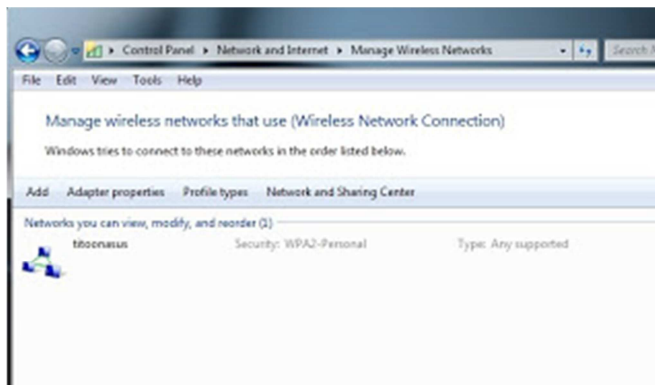 Control Panel ▸ Network and Internet ▸ Manage Wireless Networks
Search
File Edit View Tools Help
Manage wireless networks that use (Wireless Network Connection)
Windows tries to connect to these networks in the order listed below.
Add Adapter properties Profile types Network and Sharing Center
Networks you can view, modify, and reorder (1)
titoonasus Security: WPA2-Personal Type: Any supported